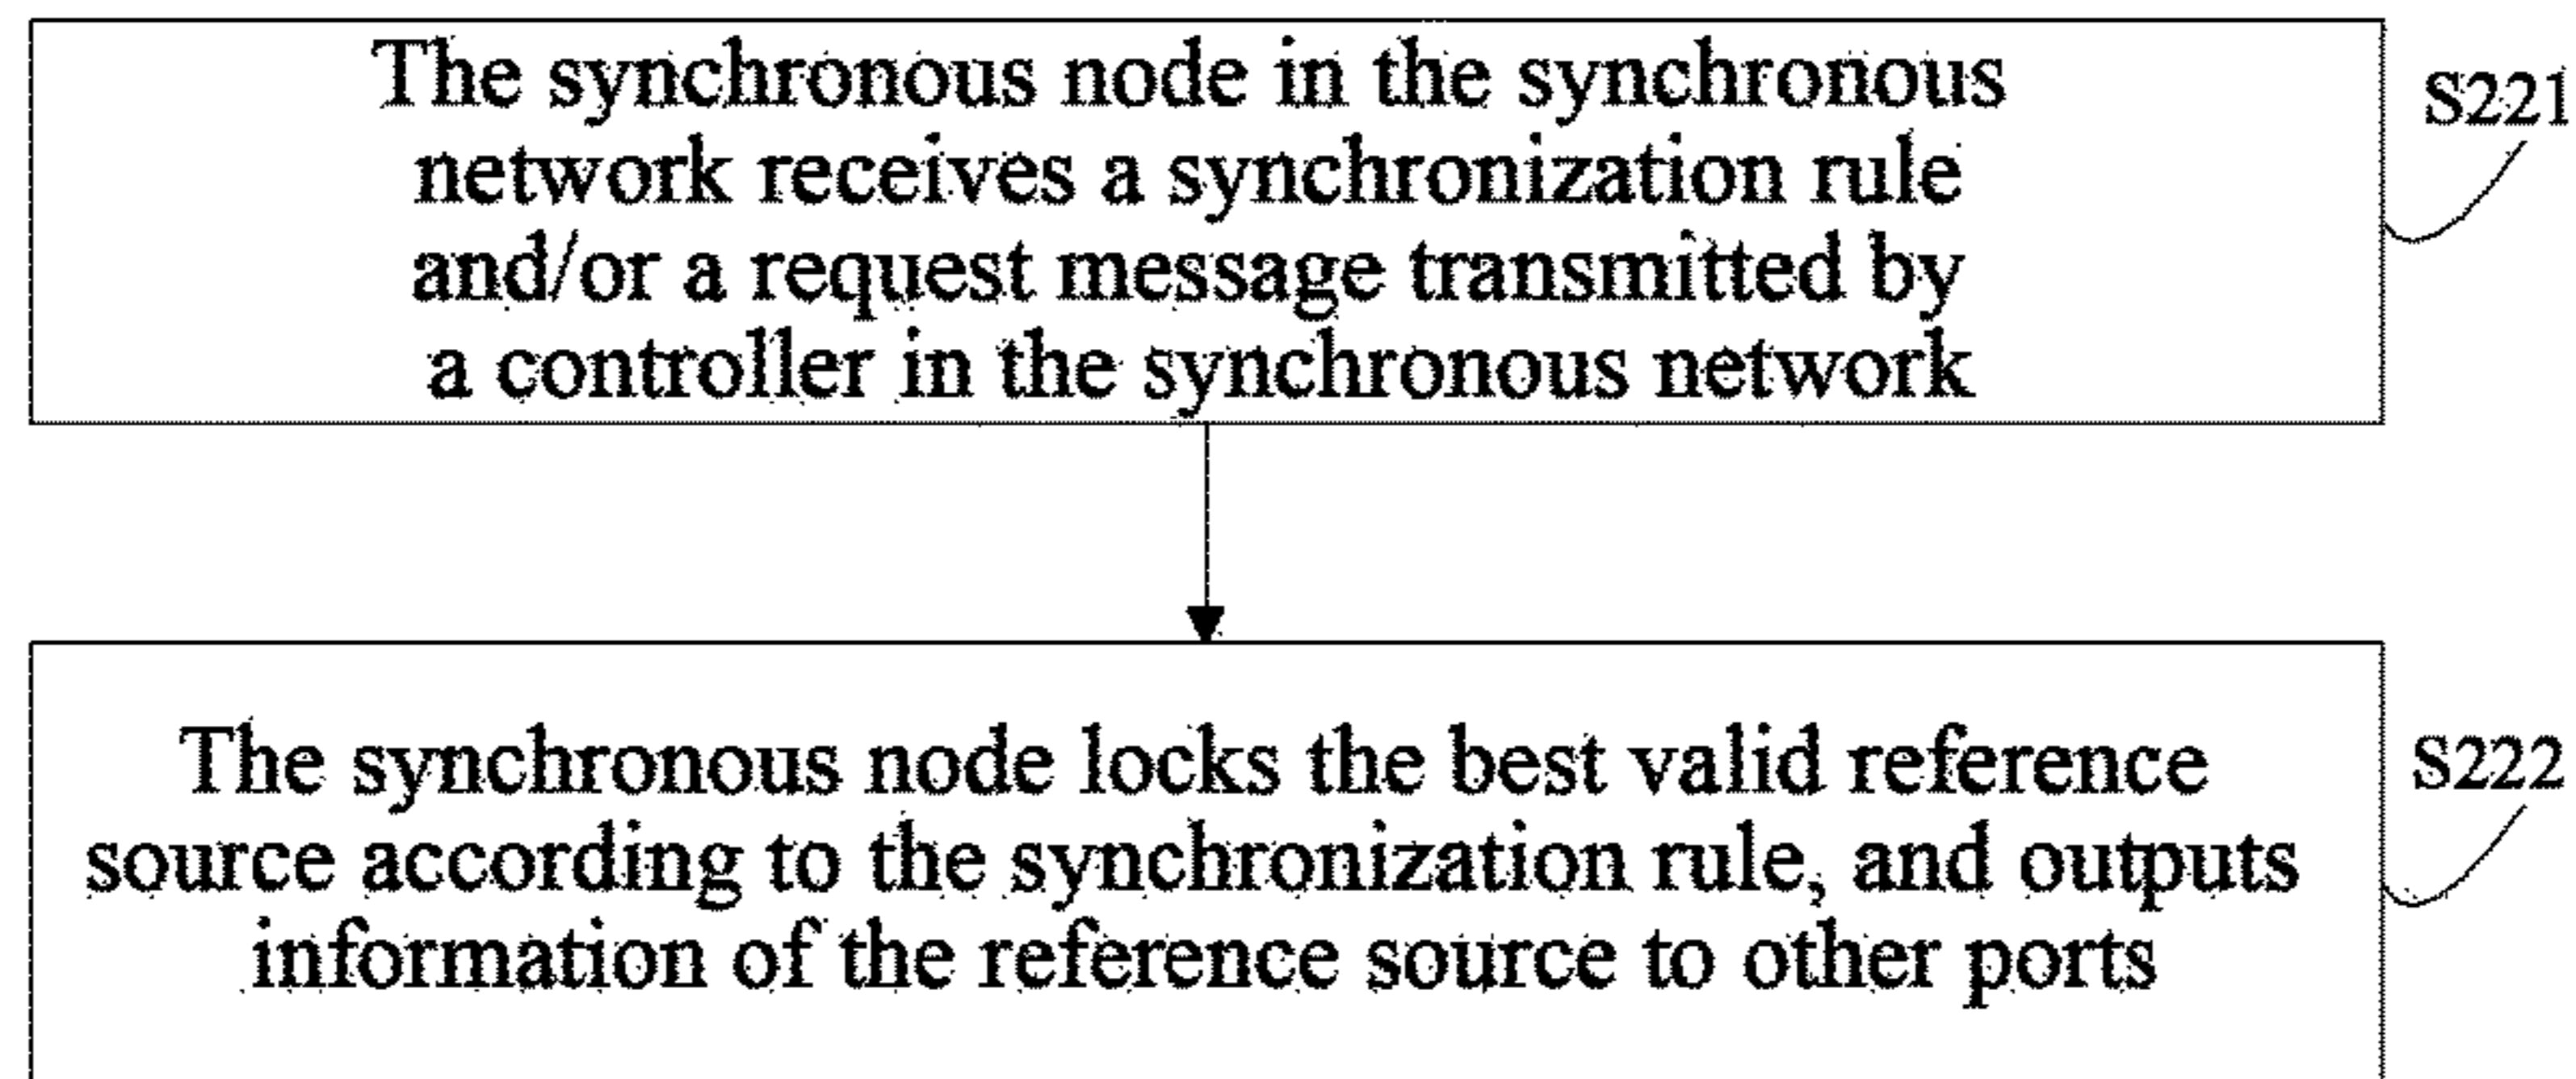 The synchronous node in the synchronous
network receives a synchronization rule
and/or a request message transmitted by
a controller in the synchronous network
S221
The synchronous node locks the best valid reference
source according to the synchronization rule, and outputs
information of the reference source to other ports
S222